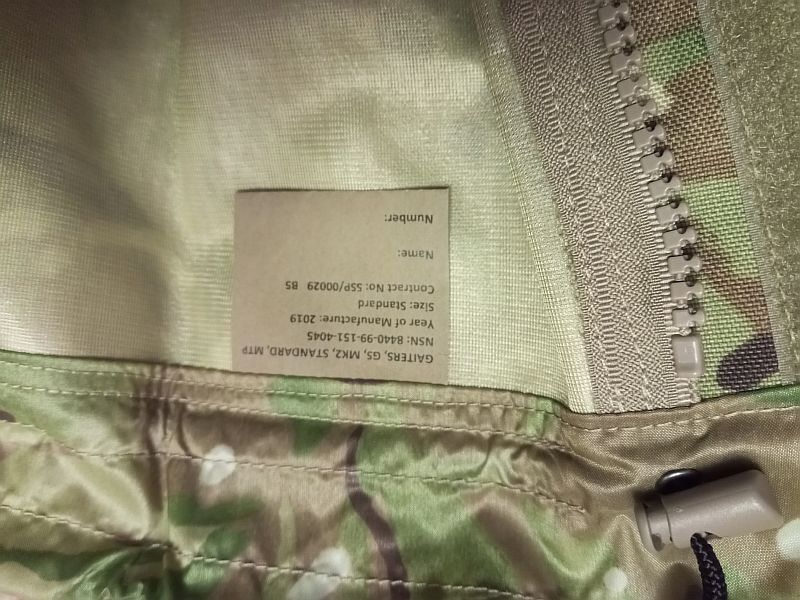 GAITERS, GS, MK2, STANDARD, MTP
NSN: 8440-99-151-4045
Year of Manufacture: 2019
Size: Standard
Contract No: SSP/00029 B5
Name:
Number: